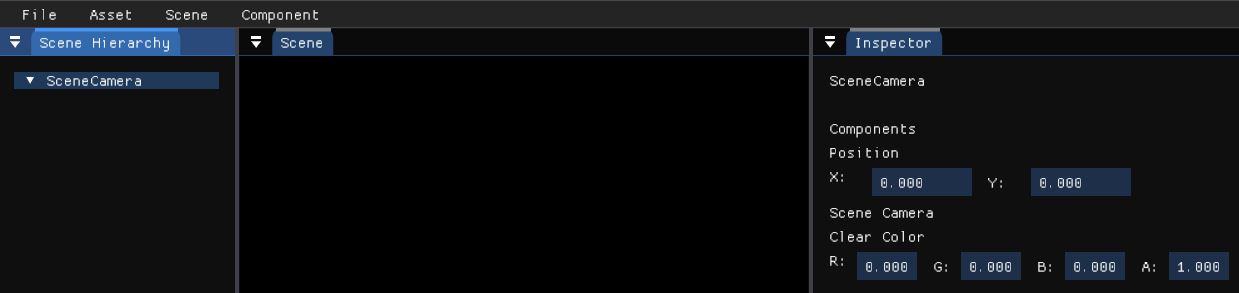 File Asset Scene Component
Scene Hierarchy
SceneCamera
Scene
Inspector
SceneCamera
Components
Position
X: 0.000 Y: 0.000
Scene Camera
Clear Color
R: 0.000 G: 0.000 B: 0.000 A: 1.000